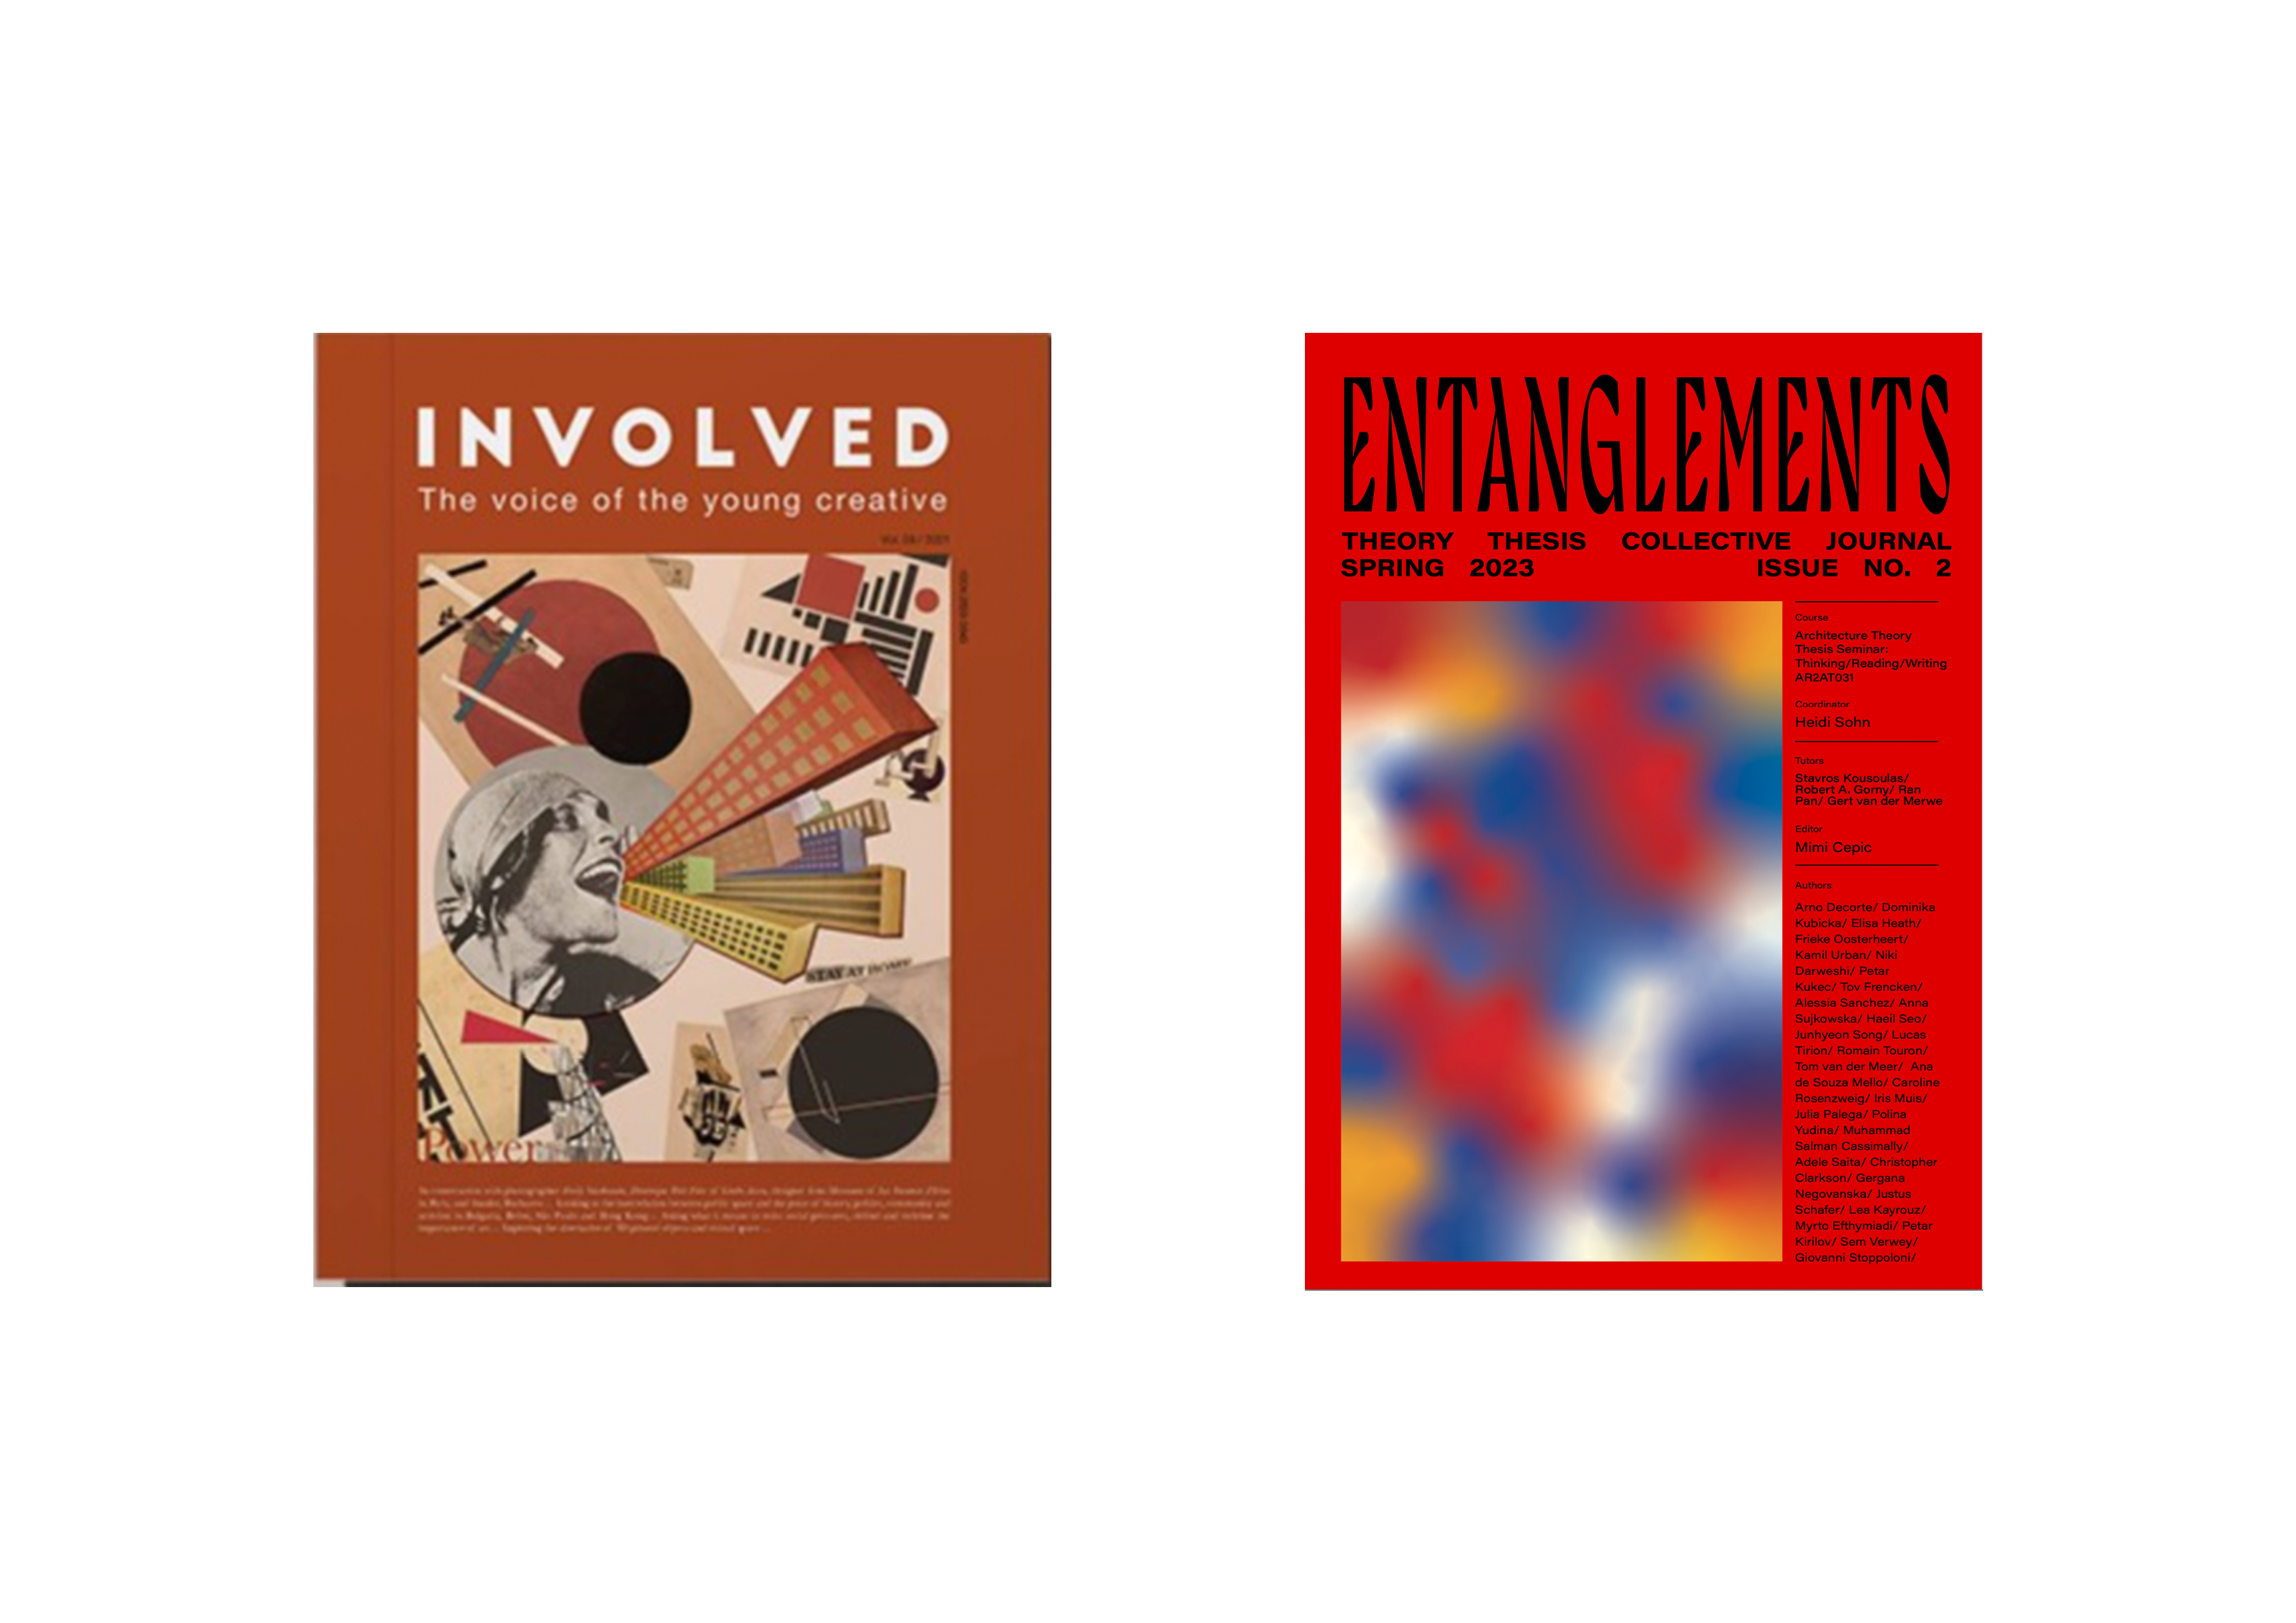 INVOLVED
The voice of the young creative
STAY AT HOME
Power
ENTANGLEMENTS
THEORY THESIS COLLECTIVE JOURNAL
SPRING 2023 ISSUE NO. 2
Course
Architecture Theory
Thesis Seminar:
Thinking/Reading/Writing
AR2AT031
Coordinator
Heidi Sohn
Tutors
Stavros Kousoulas/
Robert A. Gorny/ Ran
Pan/ Gert van der Merwe
Editor
Mimi Cepic
Authors
Arno Decorte/ Dominika
Kubicka/ Elisa Heath/
Frieke Oosterheert/
Kamil Urban/ Niki
Darweshi/ Petar
Kukec/ Tov Frencken/
Alessia Sanchez/ Anna
Sujkowska/ Haeil Seo/
Junhyeon Song/ Lucas
Tirion/ Romain Touron/
Tom van der Meer/ Ana
de Souza Mello/ Caroline
Rosenzweig/ Iris Muis/
Julia Palega/ Polina
Yudina/ Muhammad
Salman Cassimally/
Adele Saita/ Christopher
Clarkson/ Gergana
Negovanska/ Justus
Schafer/ Lea Kayrouz/
Myrto Efthymiadi/ Petar
Kirilov/ Sem Verwey/
Giovanni Stoppoloni/